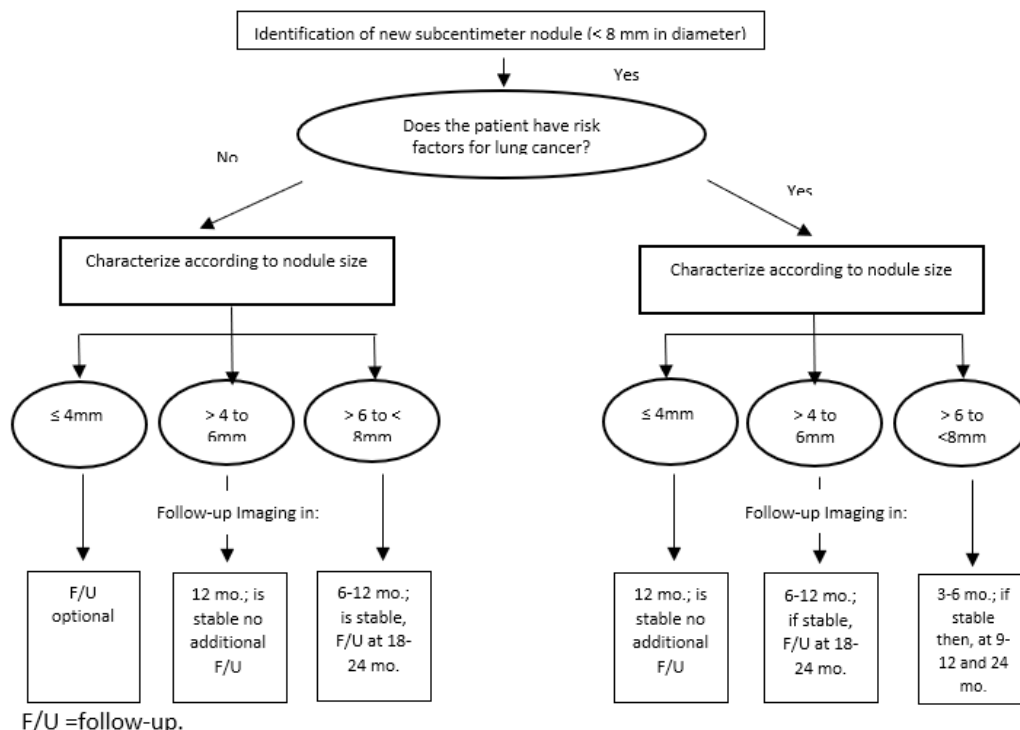 Identification of new subcentimeter nodule (< 8 mm in diameter)
Yes
Does the patient have risk
factors for lung cancer?
No
Yes
Characterize according to nodule size
Characterize according to nodule size
≤ 4mm
> 4 to
6mm
> 6 to <
8mm
≤ 4mm
> 4 to
6mm
> 6 to
<8mm
Follow-up Imaging in:
Follow-up Imaging in:
F/U
optional
12 mo.; is
stable no
additional
F/U
6-12 mo.;
is stable,
F/U at 18-
24 mo.
12 mo.; is
stable no
additional
F/U
6-12 mo.;
if stable,
F/U at 18-
24 mo.
3-6 mo.; if
stable
then, at 9-
12 and 24
mo.
F/U =follow-up.